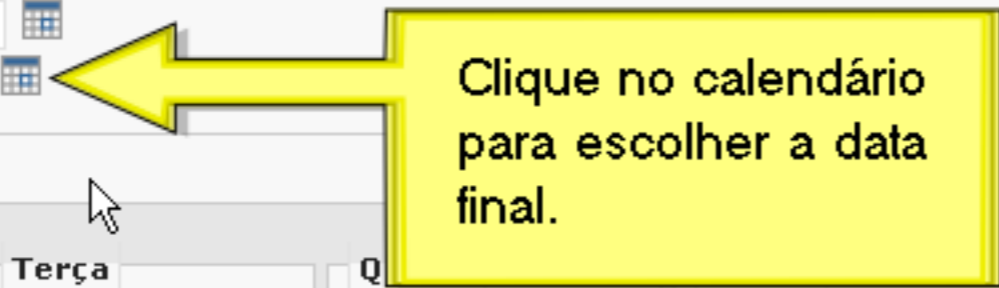 Clique no calendário
para escolher a data
final.
Terça
Q